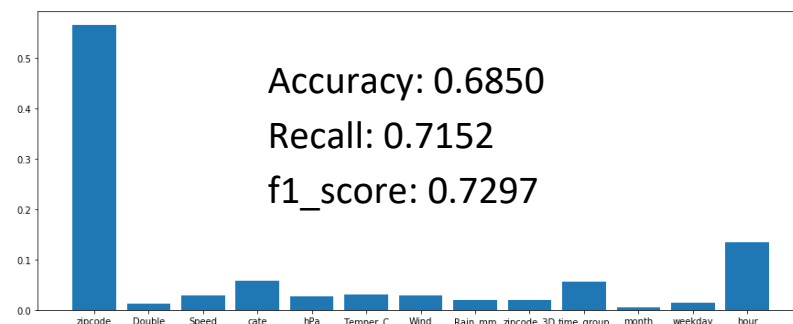 0.5
0.4
0.3
0.2
0.1
0.0
Accuracy: 0.6850
Recall: 0.7152
f1_score: 0.7297
zipcode Double Speed cate hPa Temper_C Wind Rain_mm zipcode_3D time_group month weekday hour